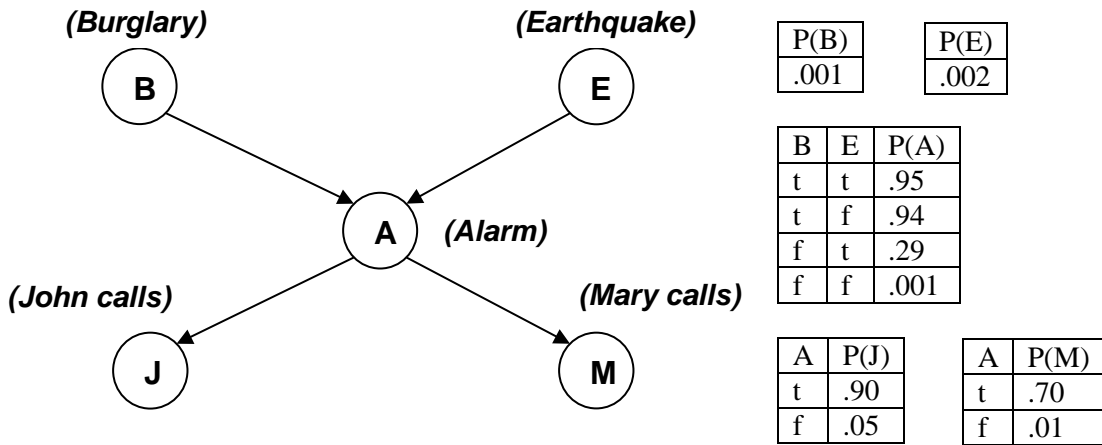 (Burglary)
(Earthquake)
B
E
A
(Alarm)
(John calls)
(Mary calls)
J
M
P(B)
.001
P(E)
.002
B E P(A)
t t .95
t f .94
f t .29
f f .001
A P(J)
t .90
f .05
A P(M)
t .70
f .01